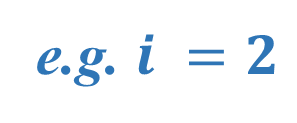 e.g. i = 2